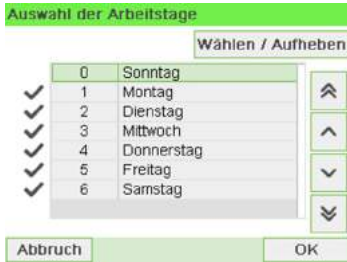 Auswahl der Arbeitstage
Wählen / Aufheben
0 Sonntag
1 Montag
2 Dienstag
3 Mittwoch
4 Donnerstag
5 Freitag
6 Samstag
Abbruch OK